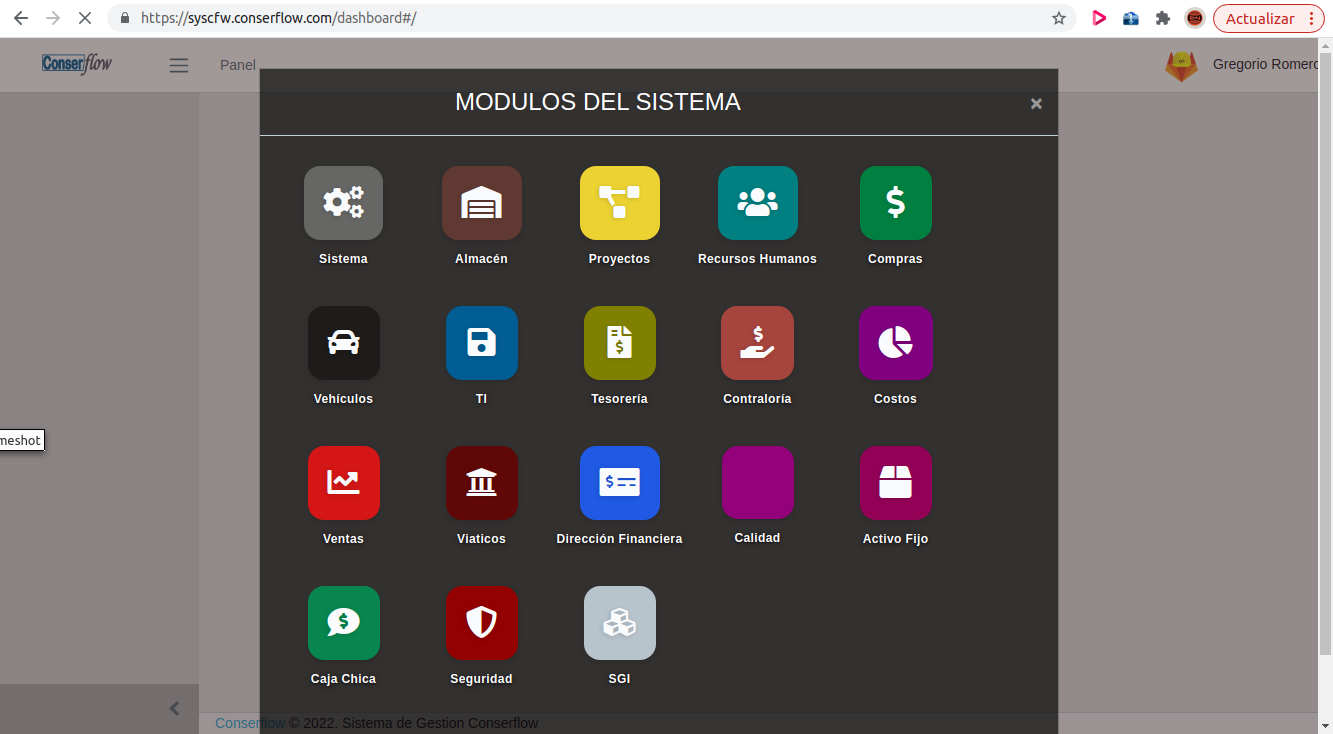 https://syscfw.conserflow.com/dashboard#/
Actualizar
Conserflow
Panel
Gregorio Romero
MODULOS DEL SISTEMA
×
Sistema
Almacén
Proyectos
Recursos Humanos
Compras
Vehículos
TI
Tesorería
Contraloría
Costos
meshot
Ventas
Viaticos
Dirección Financiera
Calidad
Activo Fijo
Caja Chica
Seguridad
SGI
Conserflow © 2022. Sistema de Gestion Conserflow